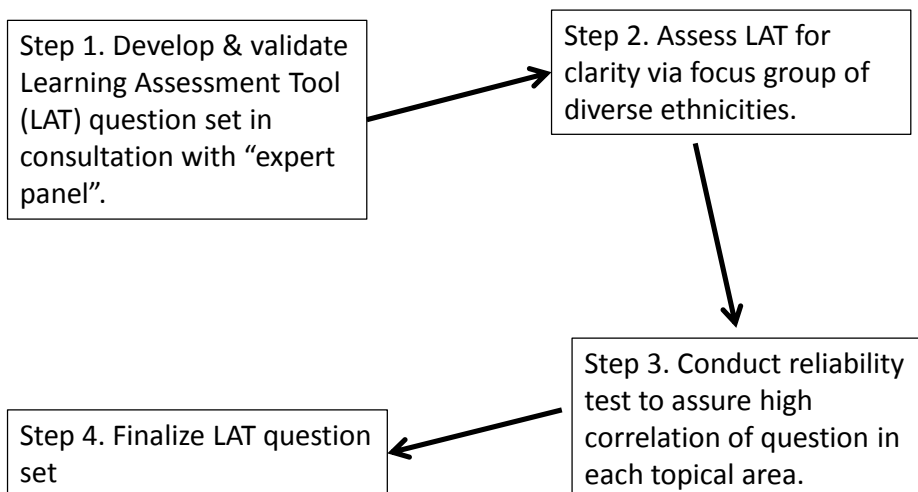 Step 1. Develop & validate
Learning Assessment Tool
(LAT) question set in
consultation with “expert
panel”.
Step 2. Assess LAT for
clarity via focus group of
diverse ethnicities.
Step 3. Conduct reliability
test to assure high
correlation of question in
each topical area.
Step 4. Finalize LAT question
set